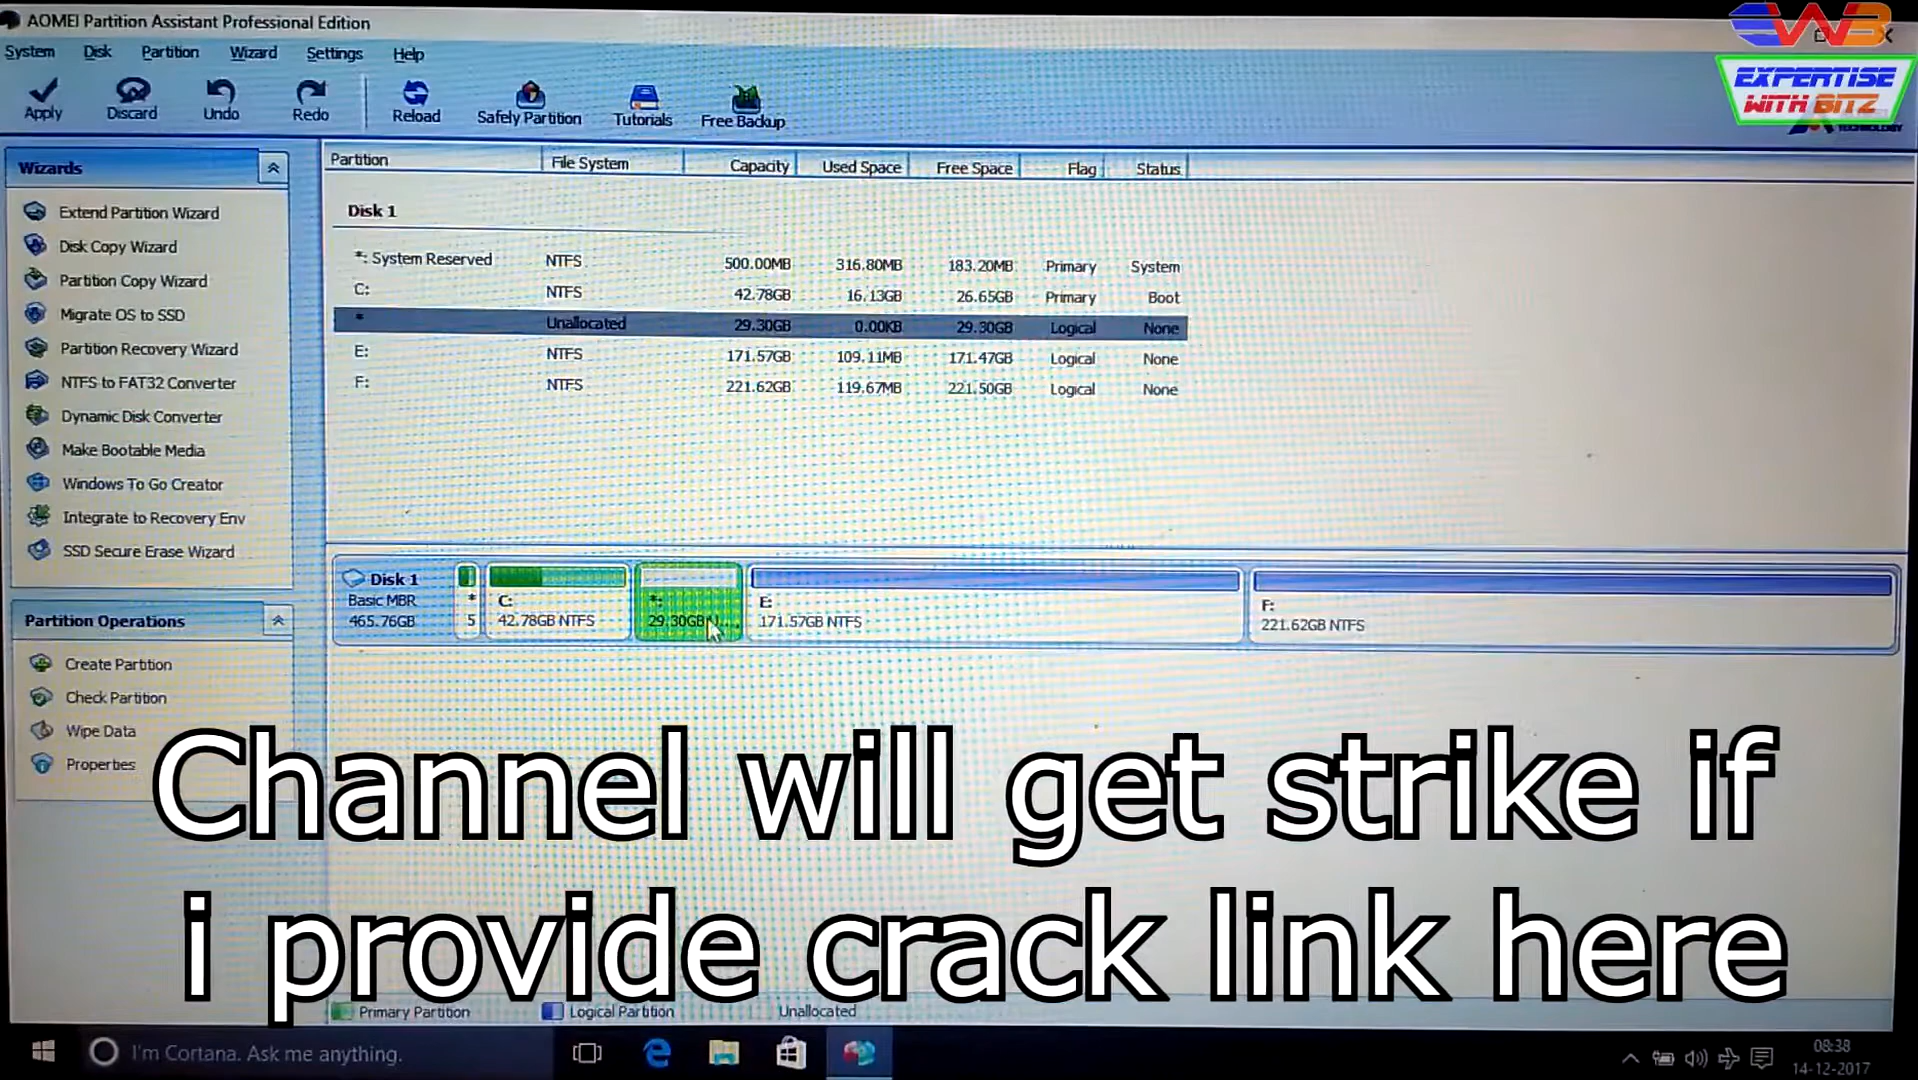 AOMEI Partition Assistant Professional Edition
System Disk Partition Wizard Settings Help
Apply Discard Undo Redo Reload Safely Partition Tutorials Free Backup
EWB
EXPERTISE
WITH BITZ
TECHNOLOGY
Wizards
Extend Partition Wizard
Disk Copy Wizard
Partition Copy Wizard
Migrate OS to SSD
Partition Recovery Wizard
NTFS to FAT32 Converter
Dynamic Disk Converter
Make Bootable Media
Windows To Go Creator
Integrate to Recovery Env
SSD Secure Erase Wizard
Partition Operations
Create Partition
Check Partition
Wipe Data
Properties
Partition File System Capacity Used Space Free Space Flag Status
Disk 1
*: System Reserved NTFS 500.00MB 316.80MB 183.20MB Primary System
C: NTFS 42.78GB 16.13GB 26.65GB Primary Boot
* Unallocated 29.30GB 0.00KB 29.30GB Logical None
E: NTFS 171.57GB 109.11MB 171.47GB Logical None
F: NTFS 221.62GB 119.67MB 221.50GB Logical None
Disk 1
Basic MBR
465.76GB
*
5
C:
42.78GB NTFS
*:
29.30GB
E:
171.57GB NTFS
F:
221.62GB NTFS
Channel will get strike if
i provide crack link here
Primary Partition Logical Partition Unallocated
I'm Cortana. Ask me anything.
08:38
14-12-2017